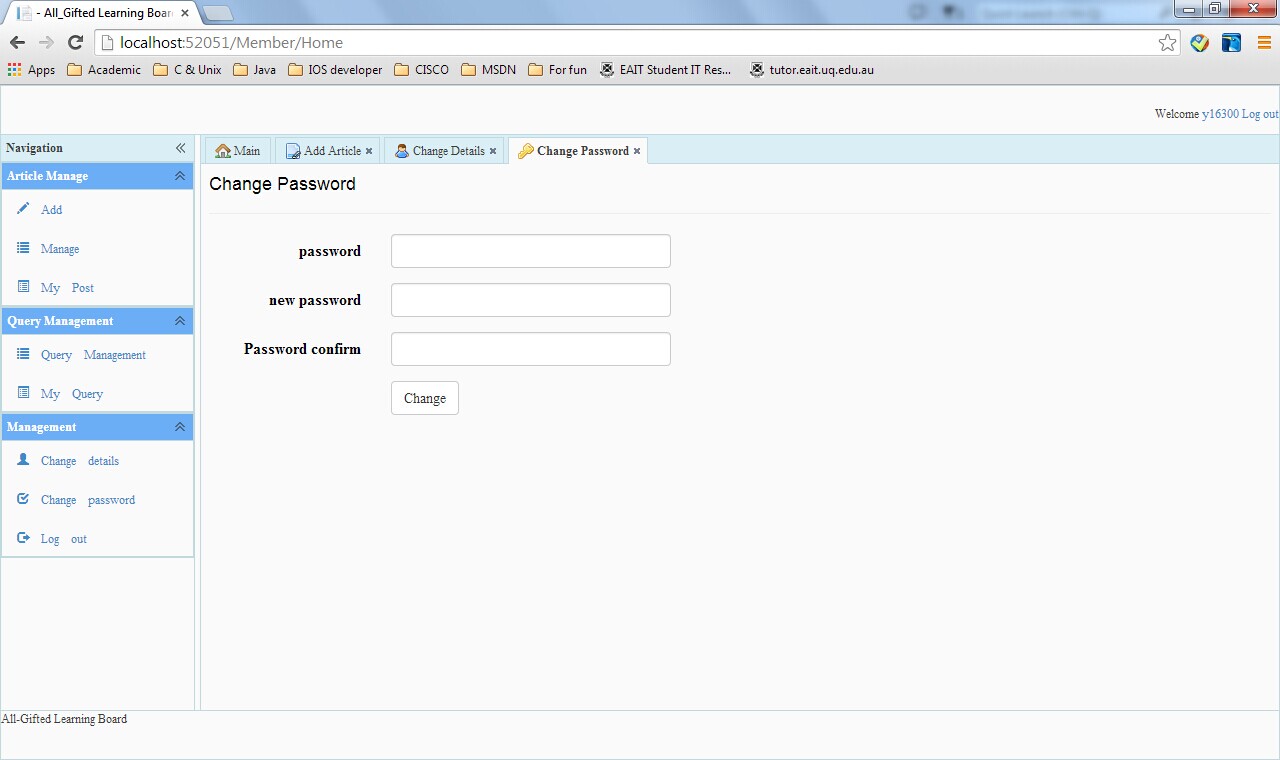 - All_Gifted Learning Boar
localhost:52051/Member/Home
Apps Academic C & Unix Java IOS developer CISCO MSDN For fun EAIT Student IT Res... tutor.eait.uq.edu.au
Welcome y16300 Log out
Navigation
Main Add Article Change Details Change Password
Article Manage
Add
Manage
My Post
Query Management
Query Management
My Query
Management
Change details
Change password
Log out
Change Password
password
new password
Password confirm
Change
All-Gifted Learning Board